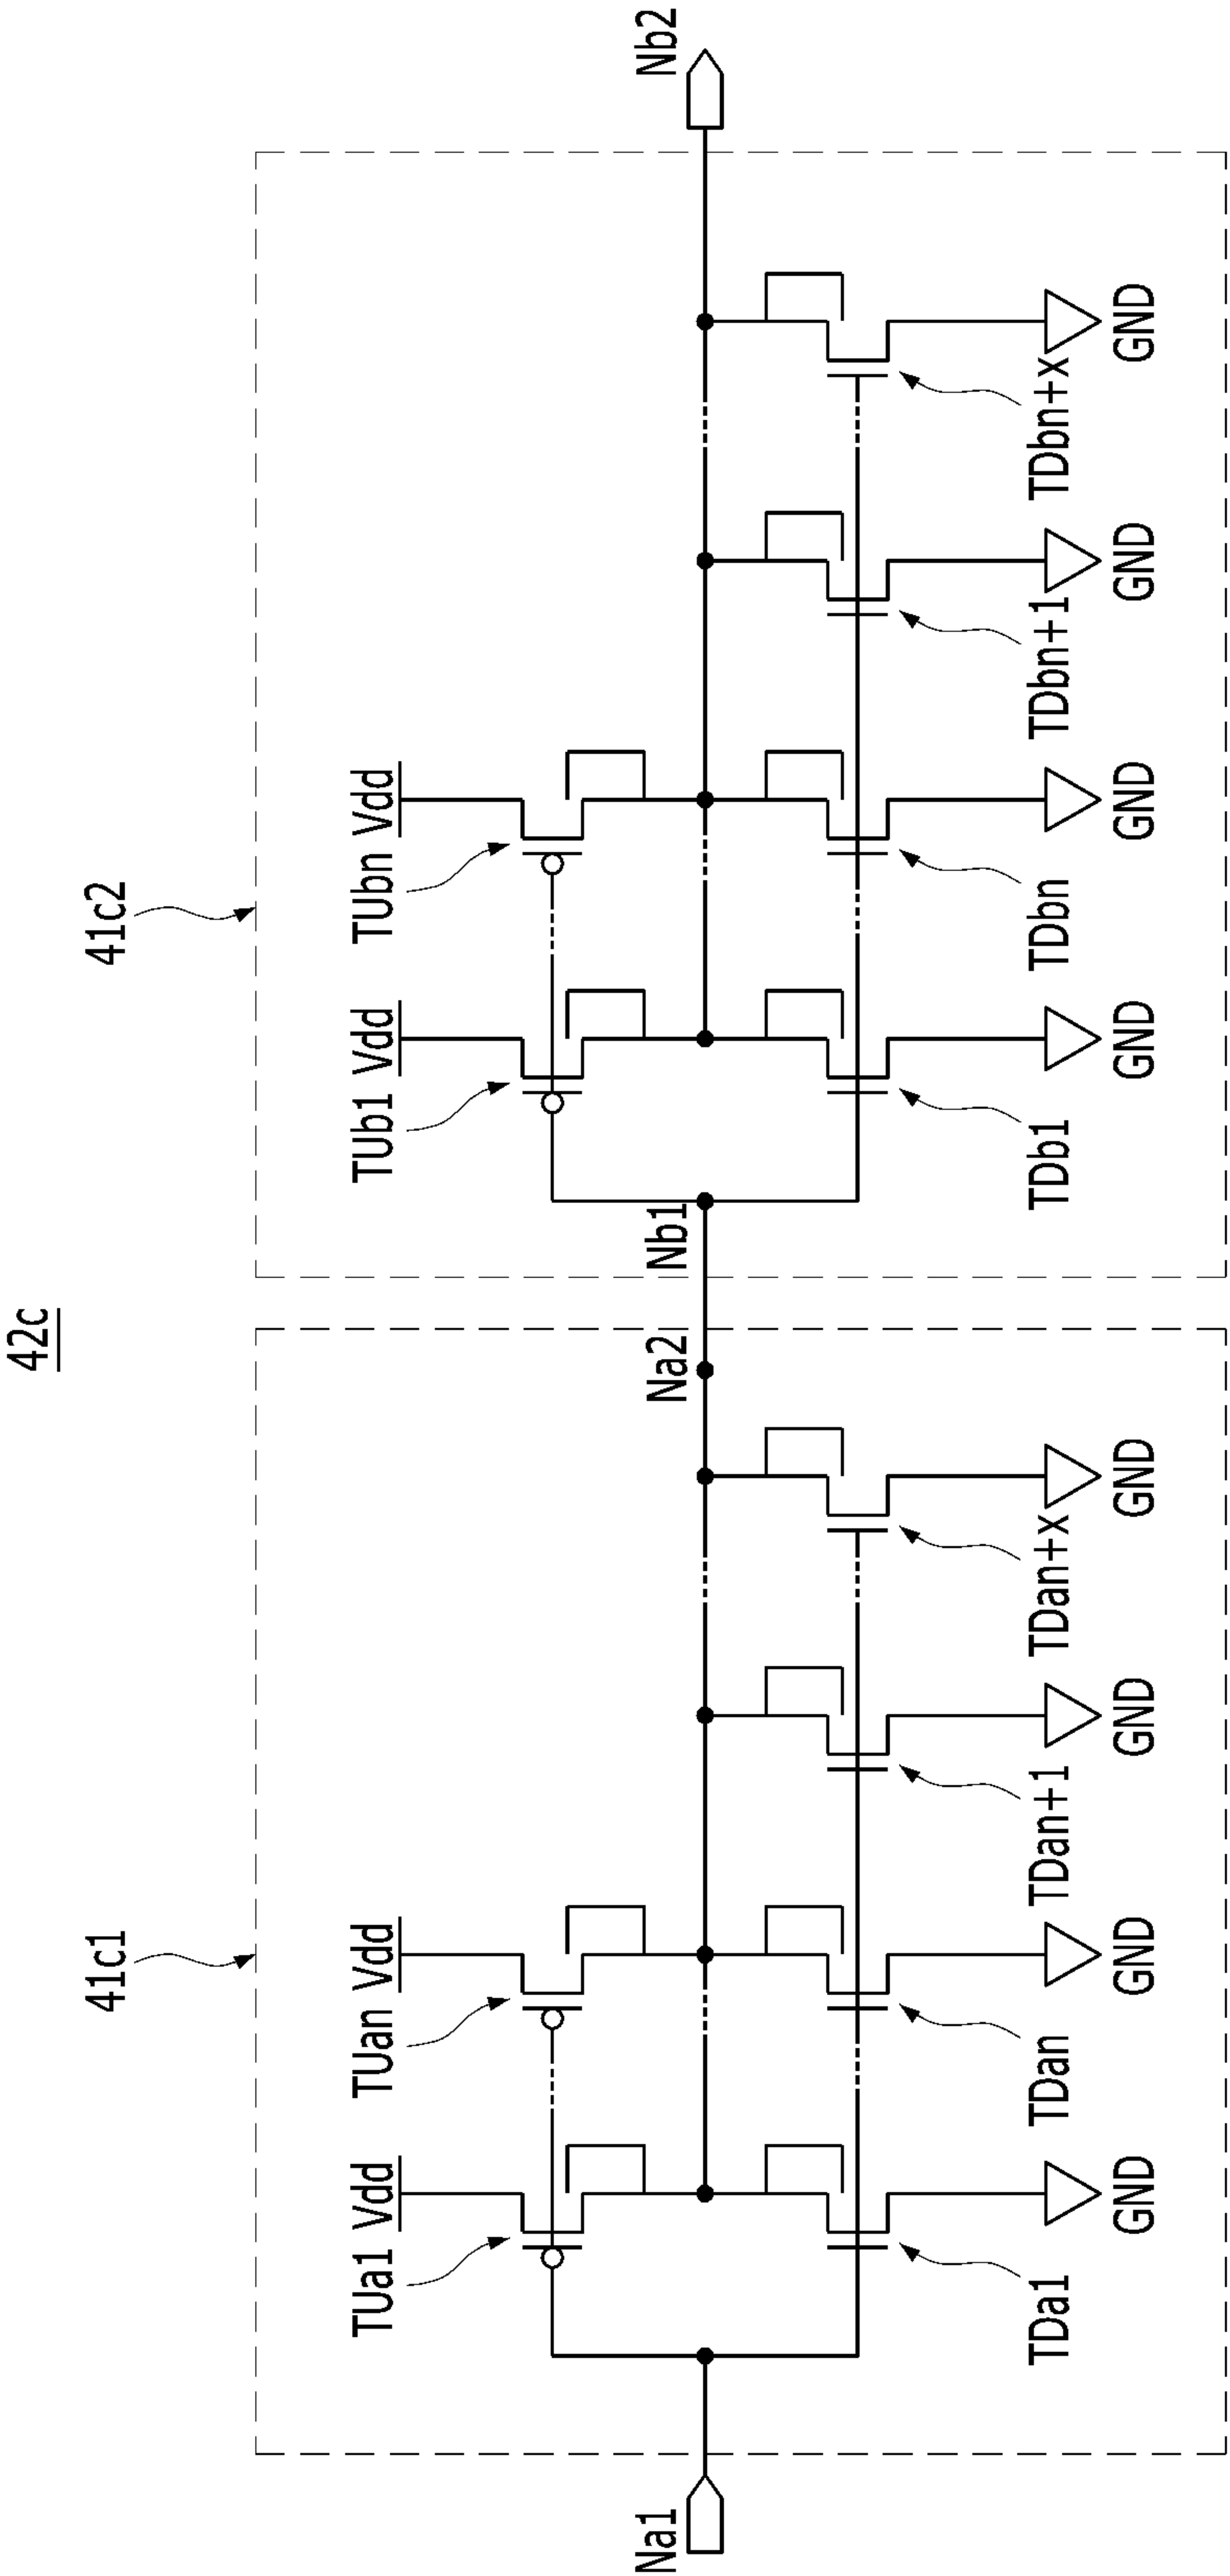 42c
41c1
41c2
TUa1 Vdd
TUan Vdd
TUb1 Vdd
TUbn Vdd
Na1
Na2
Nb1
Nb2
TDa1
TDan
TDan+1
TDan+x
TDb1
TDbn
TDbn+1
TDbn+x
GND
GND
GND
GND
GND
GND
GND
GND